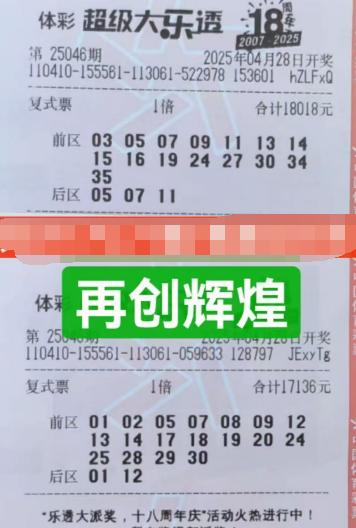 体彩 超级大乐透 18周年
2007-2025
第 25046期 2025年04月28日开奖
110410-155561-113061-522978 153601 hZLFxQ
复式票 1倍 合计18018元
前区 03 05 07 09 11 13 14
15 16 19 24 27 30 34
35
后区 05 07 11
再创辉煌
体彩
第 25046期 2025年04月28日开奖
110410-155561-113061-059633 128797 JExxTg
复式票 1倍 合计17136元
前区 01 02 05 07 08 09 12
13 14 17 18 19 20 24
25 28 29 30
后区 01 12
"乐透大派奖，十八周年庆"活动火热进行中！